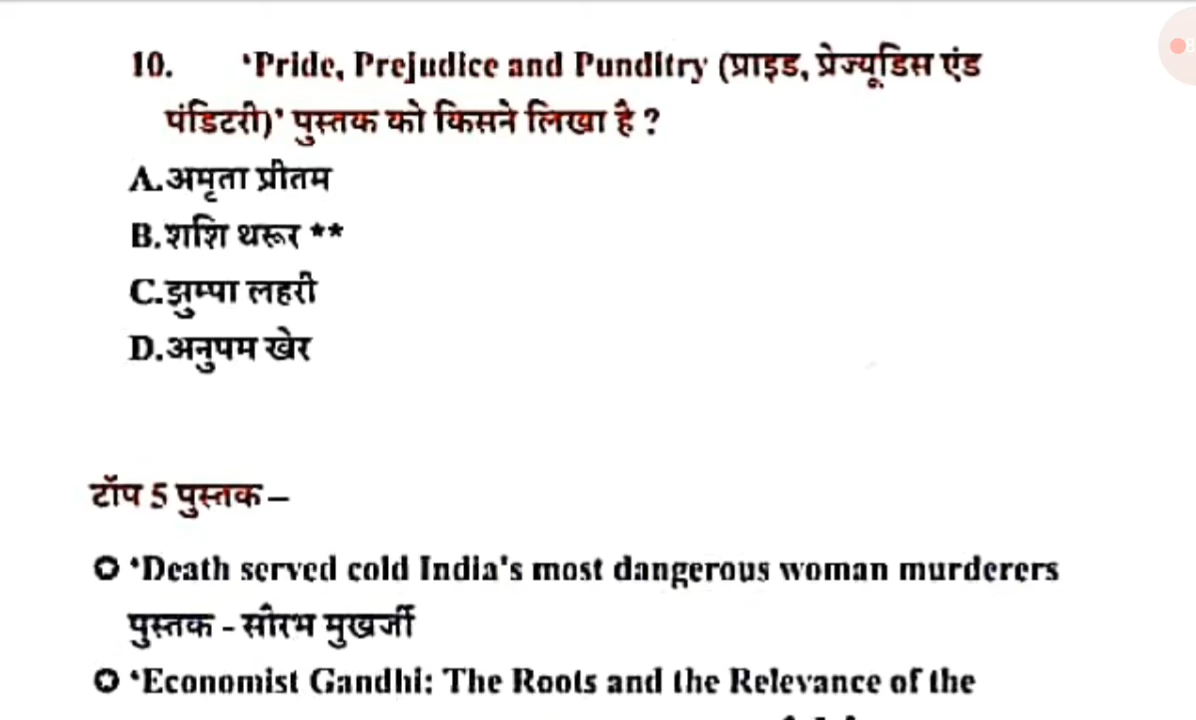 10. 'Pride, Prejudice and Punditry (प्राइड, प्रेज्यूडिस एंड
पंडिटरी)' पुस्तक को किसने लिखा है ?
A.अमृता प्रीतम
B.शशि थरूर **
C.झुम्पा लहरी
D.अनुपम खेर
टॉप 5 पुस्तक –
✪ 'Death served cold India's most dangerous woman murderers
पुस्तक - सौरभ मुखर्जी
✪ 'Economist Gandhi: The Roots and the Relevance of the